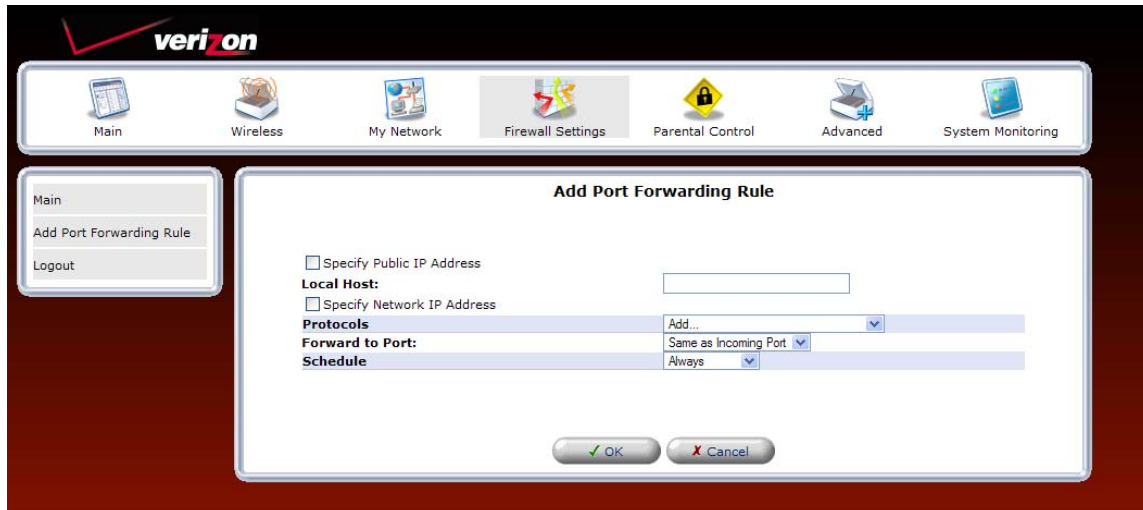 verizon
Main
Wireless
My Network
Firewall Settings
Parental Control
Advanced
System Monitoring
Main
Add Port Forwarding Rule
Logout
Add Port Forwarding Rule
Specify Public IP Address
Local Host:
Specify Network IP Address
Protocols Add...
Forward to Port: Same as Incoming Port
Schedule Always
OK
Cancel